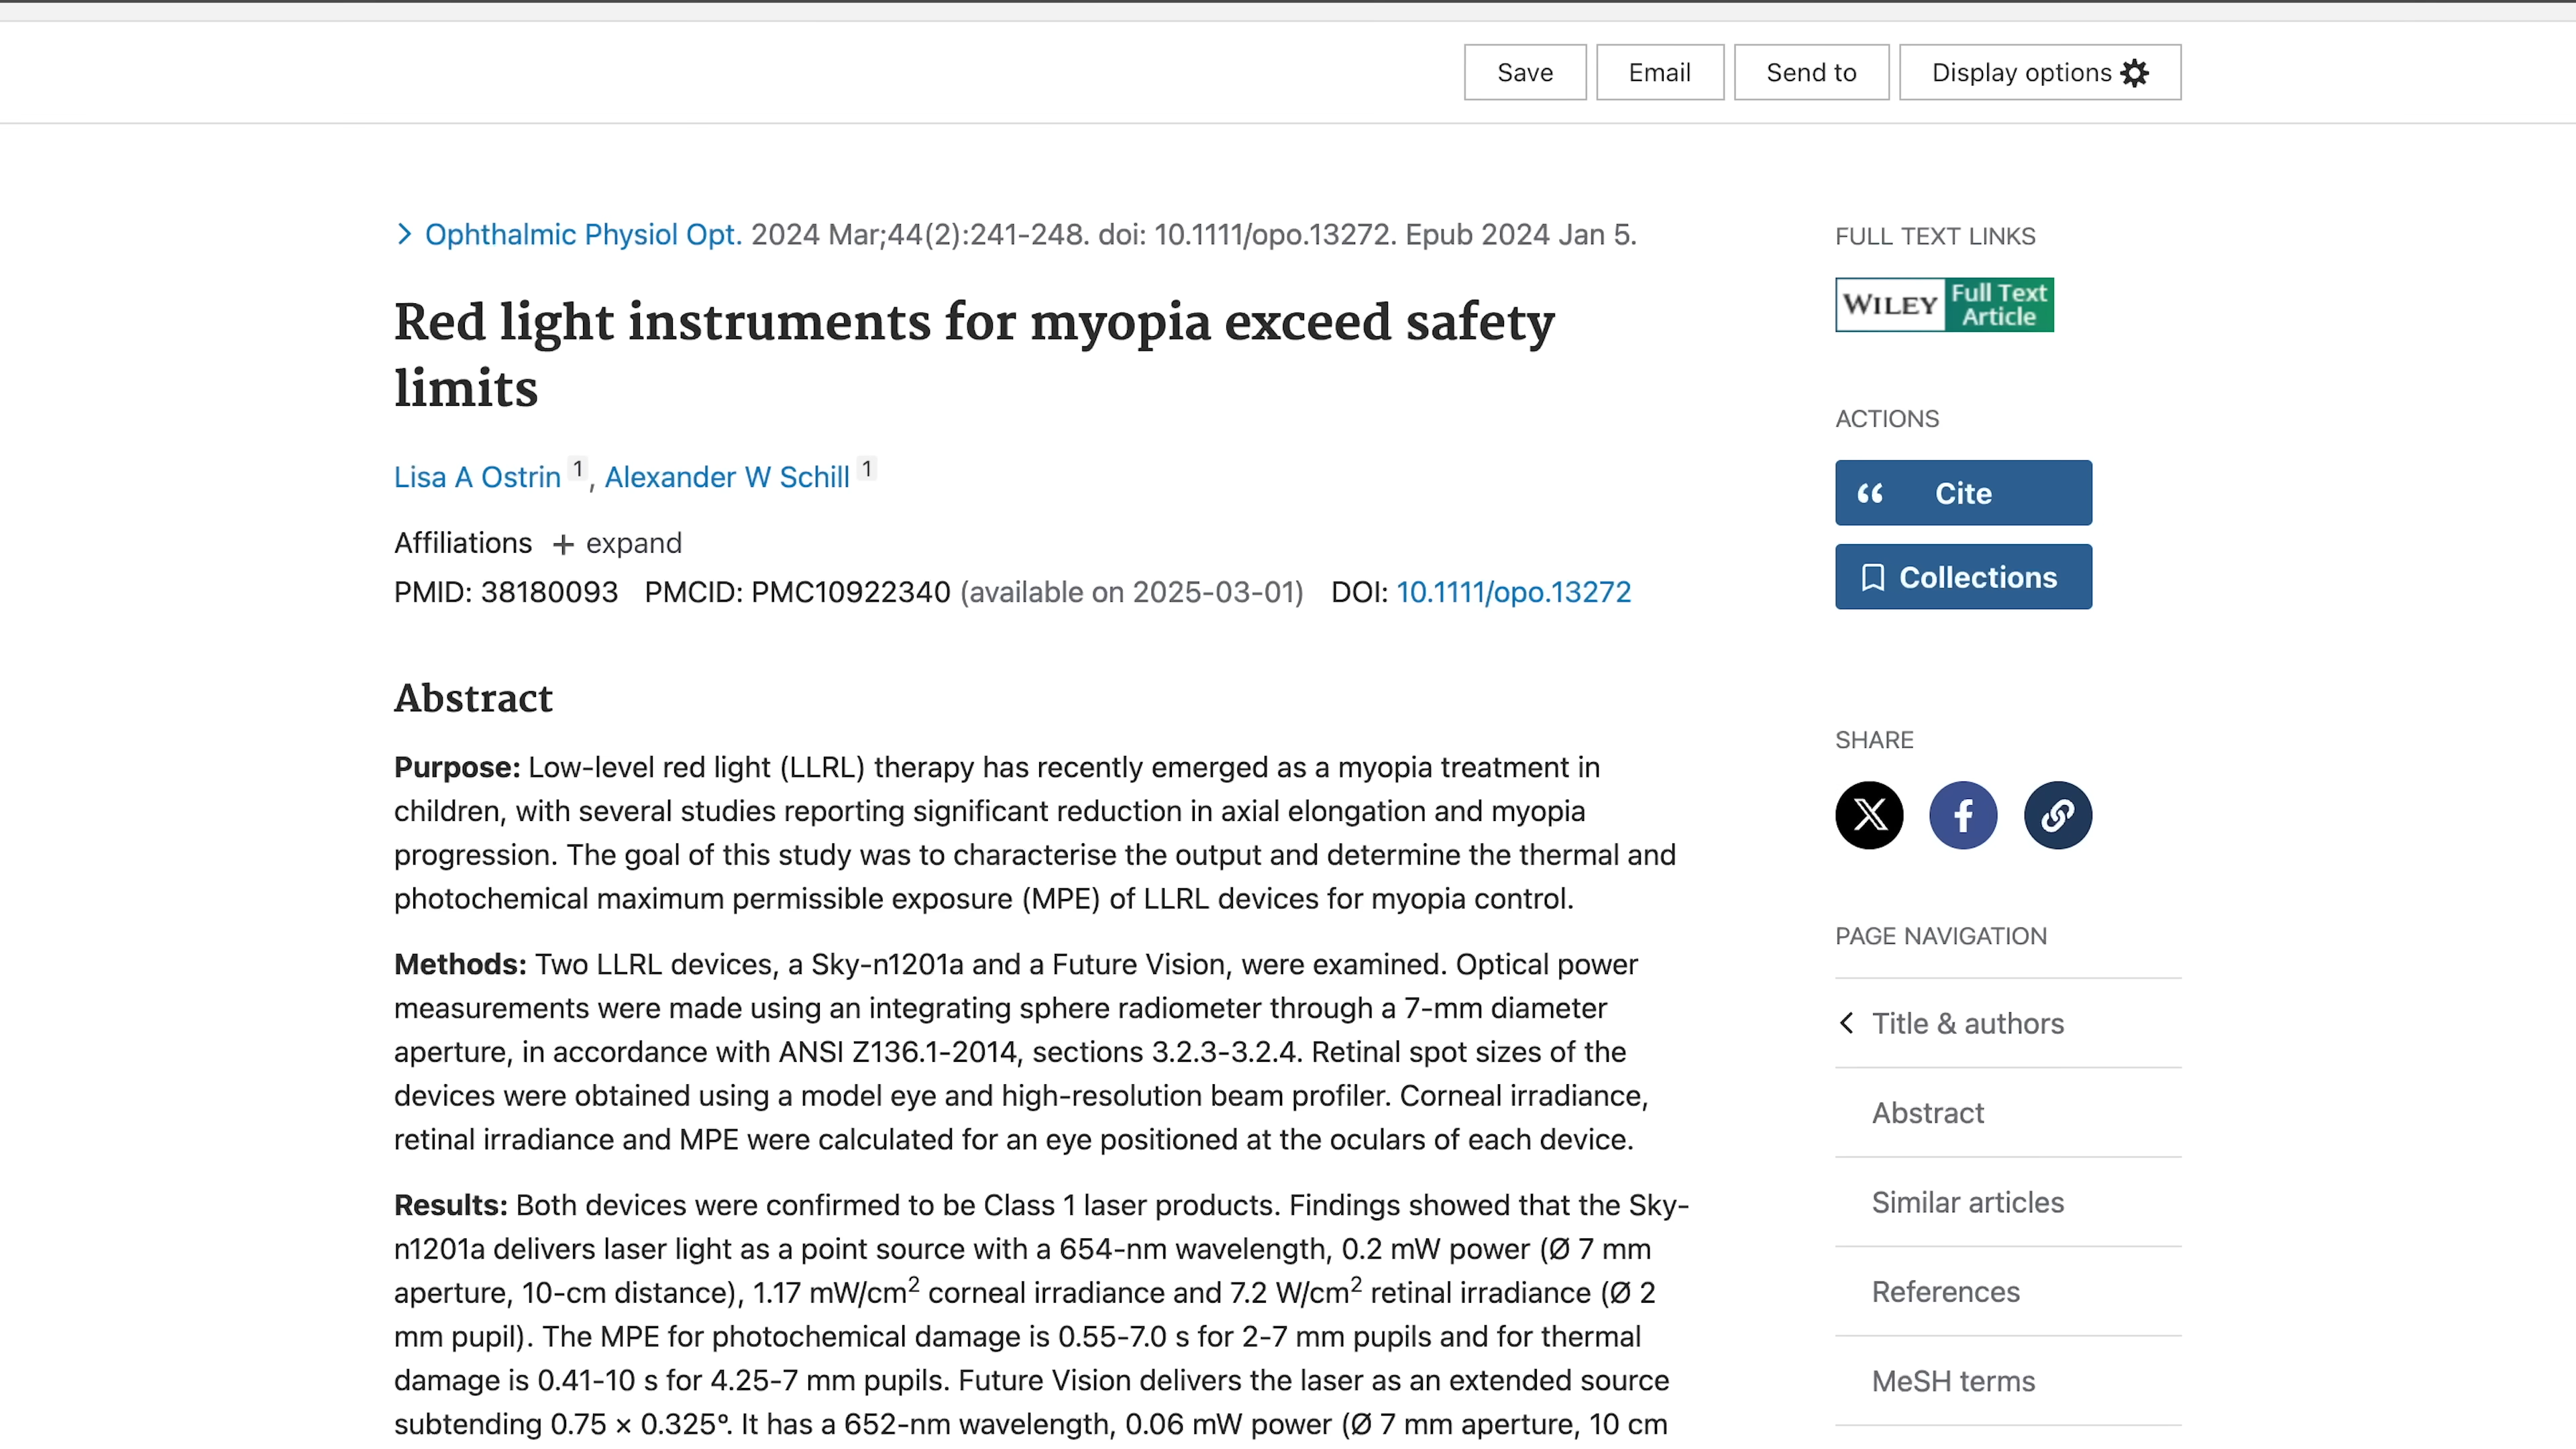 Save Email Send to Display options
Ophthalmic Physiol Opt. 2024 Mar;44(2):241-248. doi: 10.1111/opo.13272. Epub 2024 Jan 5.
Red light instruments for myopia exceed safety
limits
Lisa A Ostrin 1, Alexander W Schill 1
Affiliations + expand
PMID: 38180093 PMCID: PMC10922340 (available on 2025-03-01) DOI: 10.1111/opo.13272
Abstract
Purpose: Low-level red light (LLRL) therapy has recently emerged as a myopia treatment in
children, with several studies reporting significant reduction in axial elongation and myopia
progression. The goal of this study was to characterise the output and determine the thermal and
photochemical maximum permissible exposure (MPE) of LLRL devices for myopia control.
Methods: Two LLRL devices, a Sky-n1201a and a Future Vision, were examined. Optical power
measurements were made using an integrating sphere radiometer through a 7-mm diameter
aperture, in accordance with ANSI Z136.1-2014, sections 3.2.3-3.2.4. Retinal spot sizes of the
devices were obtained using a model eye and high-resolution beam profiler. Corneal irradiance,
retinal irradiance and MPE were calculated for an eye positioned at the oculars of each device.
Results: Both devices were confirmed to be Class 1 laser products. Findings showed that the Sky-
n1201a delivers laser light as a point source with a 654-nm wavelength, 0.2 mW power (Ø 7 mm
aperture, 10-cm distance), 1.17 mW/cm2 corneal irradiance and 7.2 W/cm2 retinal irradiance (Ø 2
mm pupil). The MPE for photochemical damage is 0.55-7.0 s for 2-7 mm pupils and for thermal
damage is 0.41-10 s for 4.25-7 mm pupils. Future Vision delivers the laser as an extended source
subtending 0.75 × 0.325°. It has a 652-nm wavelength, 0.06 mW power (Ø 7 mm aperture, 10 cm
FULL TEXT LINKS
WILEY Full Text
Article
ACTIONS
Cite
Collections
SHARE
PAGE NAVIGATION
Title & authors
Abstract
Similar articles
References
MeSH terms